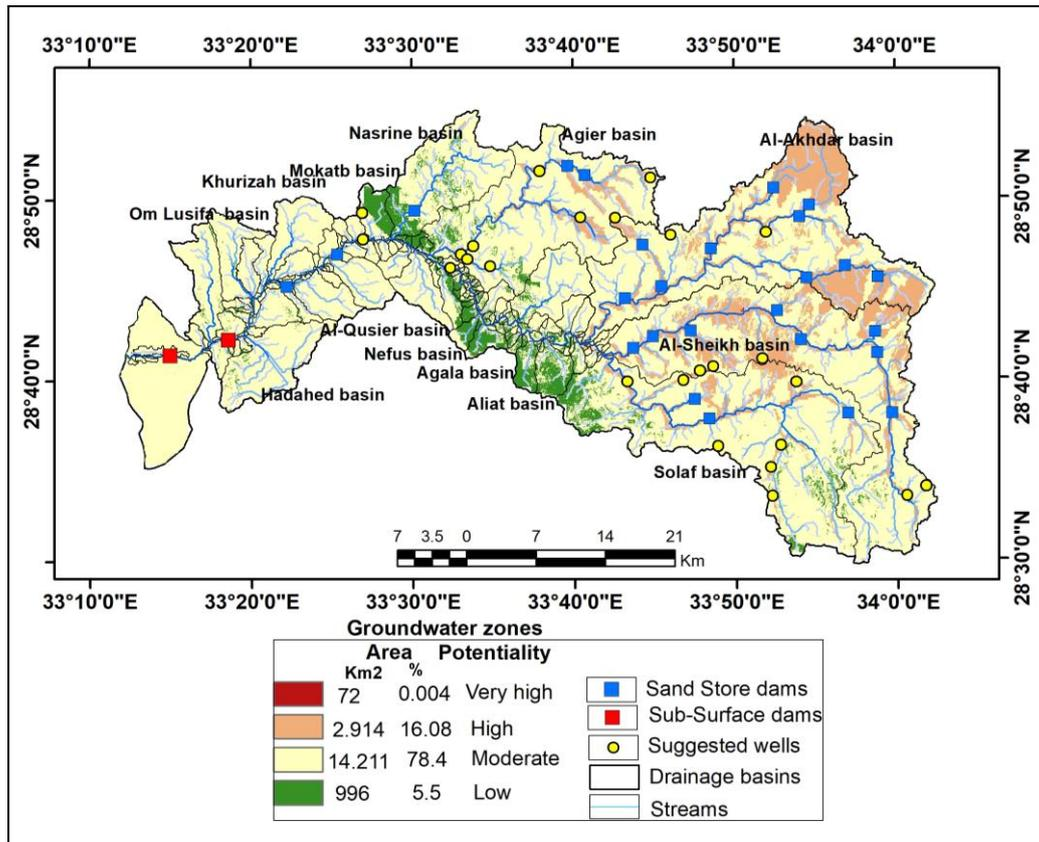 33°10'0"E 33°20'0"E 33°30'0"E 33°40'0"E 33°50'0"E 34°0'0"E
Nasrine basin
Agier basin
Al-Akhdar basin
Mokatb basin
Khurizah basin
28°50'0"N
28°50'0"N
Om Lusifa basin
Al-Qusier basin
Al-Sheikh basin
Nefus basin
Agala basin
28°40'0"N
28°40'0"N
Hadahed basin
Aliat basin
Solaf basin
28°30'0"N
7 3.5 0 7 14 21
Km
33°10'0"E 33°20'0"E 33°30'0"E 33°40'0"E 33°50'0"E 34°0'0"E
Groundwater zones
Area Potentiality
Km2 %
72 0.004 Very high
2.914 16.08 High
14.211 78.4 Moderate
996 5.5 Low
Sand Store dams
Sub-Surface dams
Suggested wells
Drainage basins
Streams